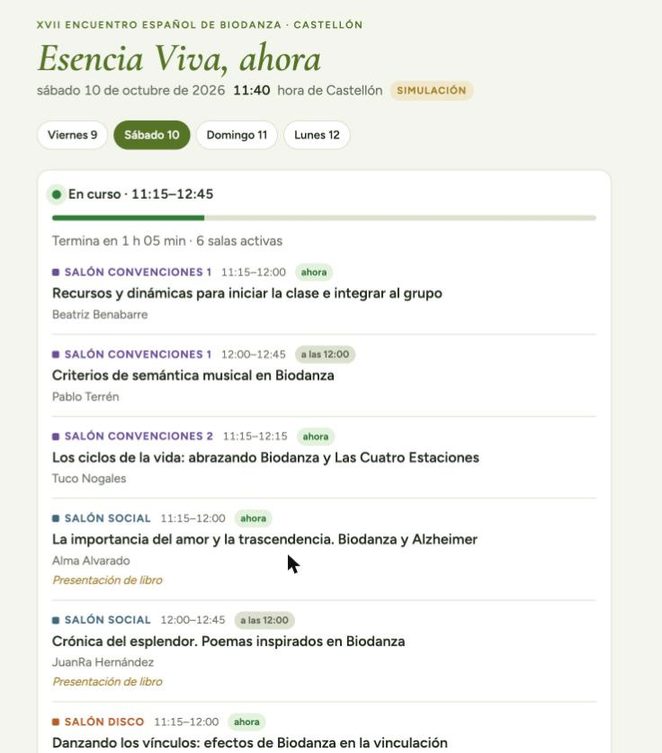 XVII ENCUENTRO ESPAÑOL DE BIODANZA · CASTELLÓN
Esencia Viva, ahora
sábado 10 de octubre de 2026 11:40 hora de Castellón SIMULACIÓN
Viernes 9 Sábado 10 Domingo 11 Lunes 12
En curso · 11:15–12:45
Termina en 1 h 05 min · 6 salas activas
SALÓN CONVENCIONES 1 11:15–12:00 ahora
Recursos y dinámicas para iniciar la clase e integrar al grupo
Beatriz Benabarre
SALÓN CONVENCIONES 1 12:00–12:45 a las 12:00
Criterios de semántica musical en Biodanza
Pablo Terrén
SALÓN CONVENCIONES 2 11:15–12:15 ahora
Los ciclos de la vida: abrazando Biodanza y Las Cuatro Estaciones
Tuco Nogales
SALÓN SOCIAL 11:15–12:00 ahora
La importancia del amor y la trascendencia. Biodanza y Alzheimer
Alma Alvarado
Presentación de libro
SALÓN SOCIAL 12:00–12:45 a las 12:00
Crónica del esplendor. Poemas inspirados en Biodanza
JuanRa Hernández
Presentación de libro
SALÓN DISCO 11:15–12:00 ahora
Danzando los vínculos: efectos de Biodanza en la vinculación